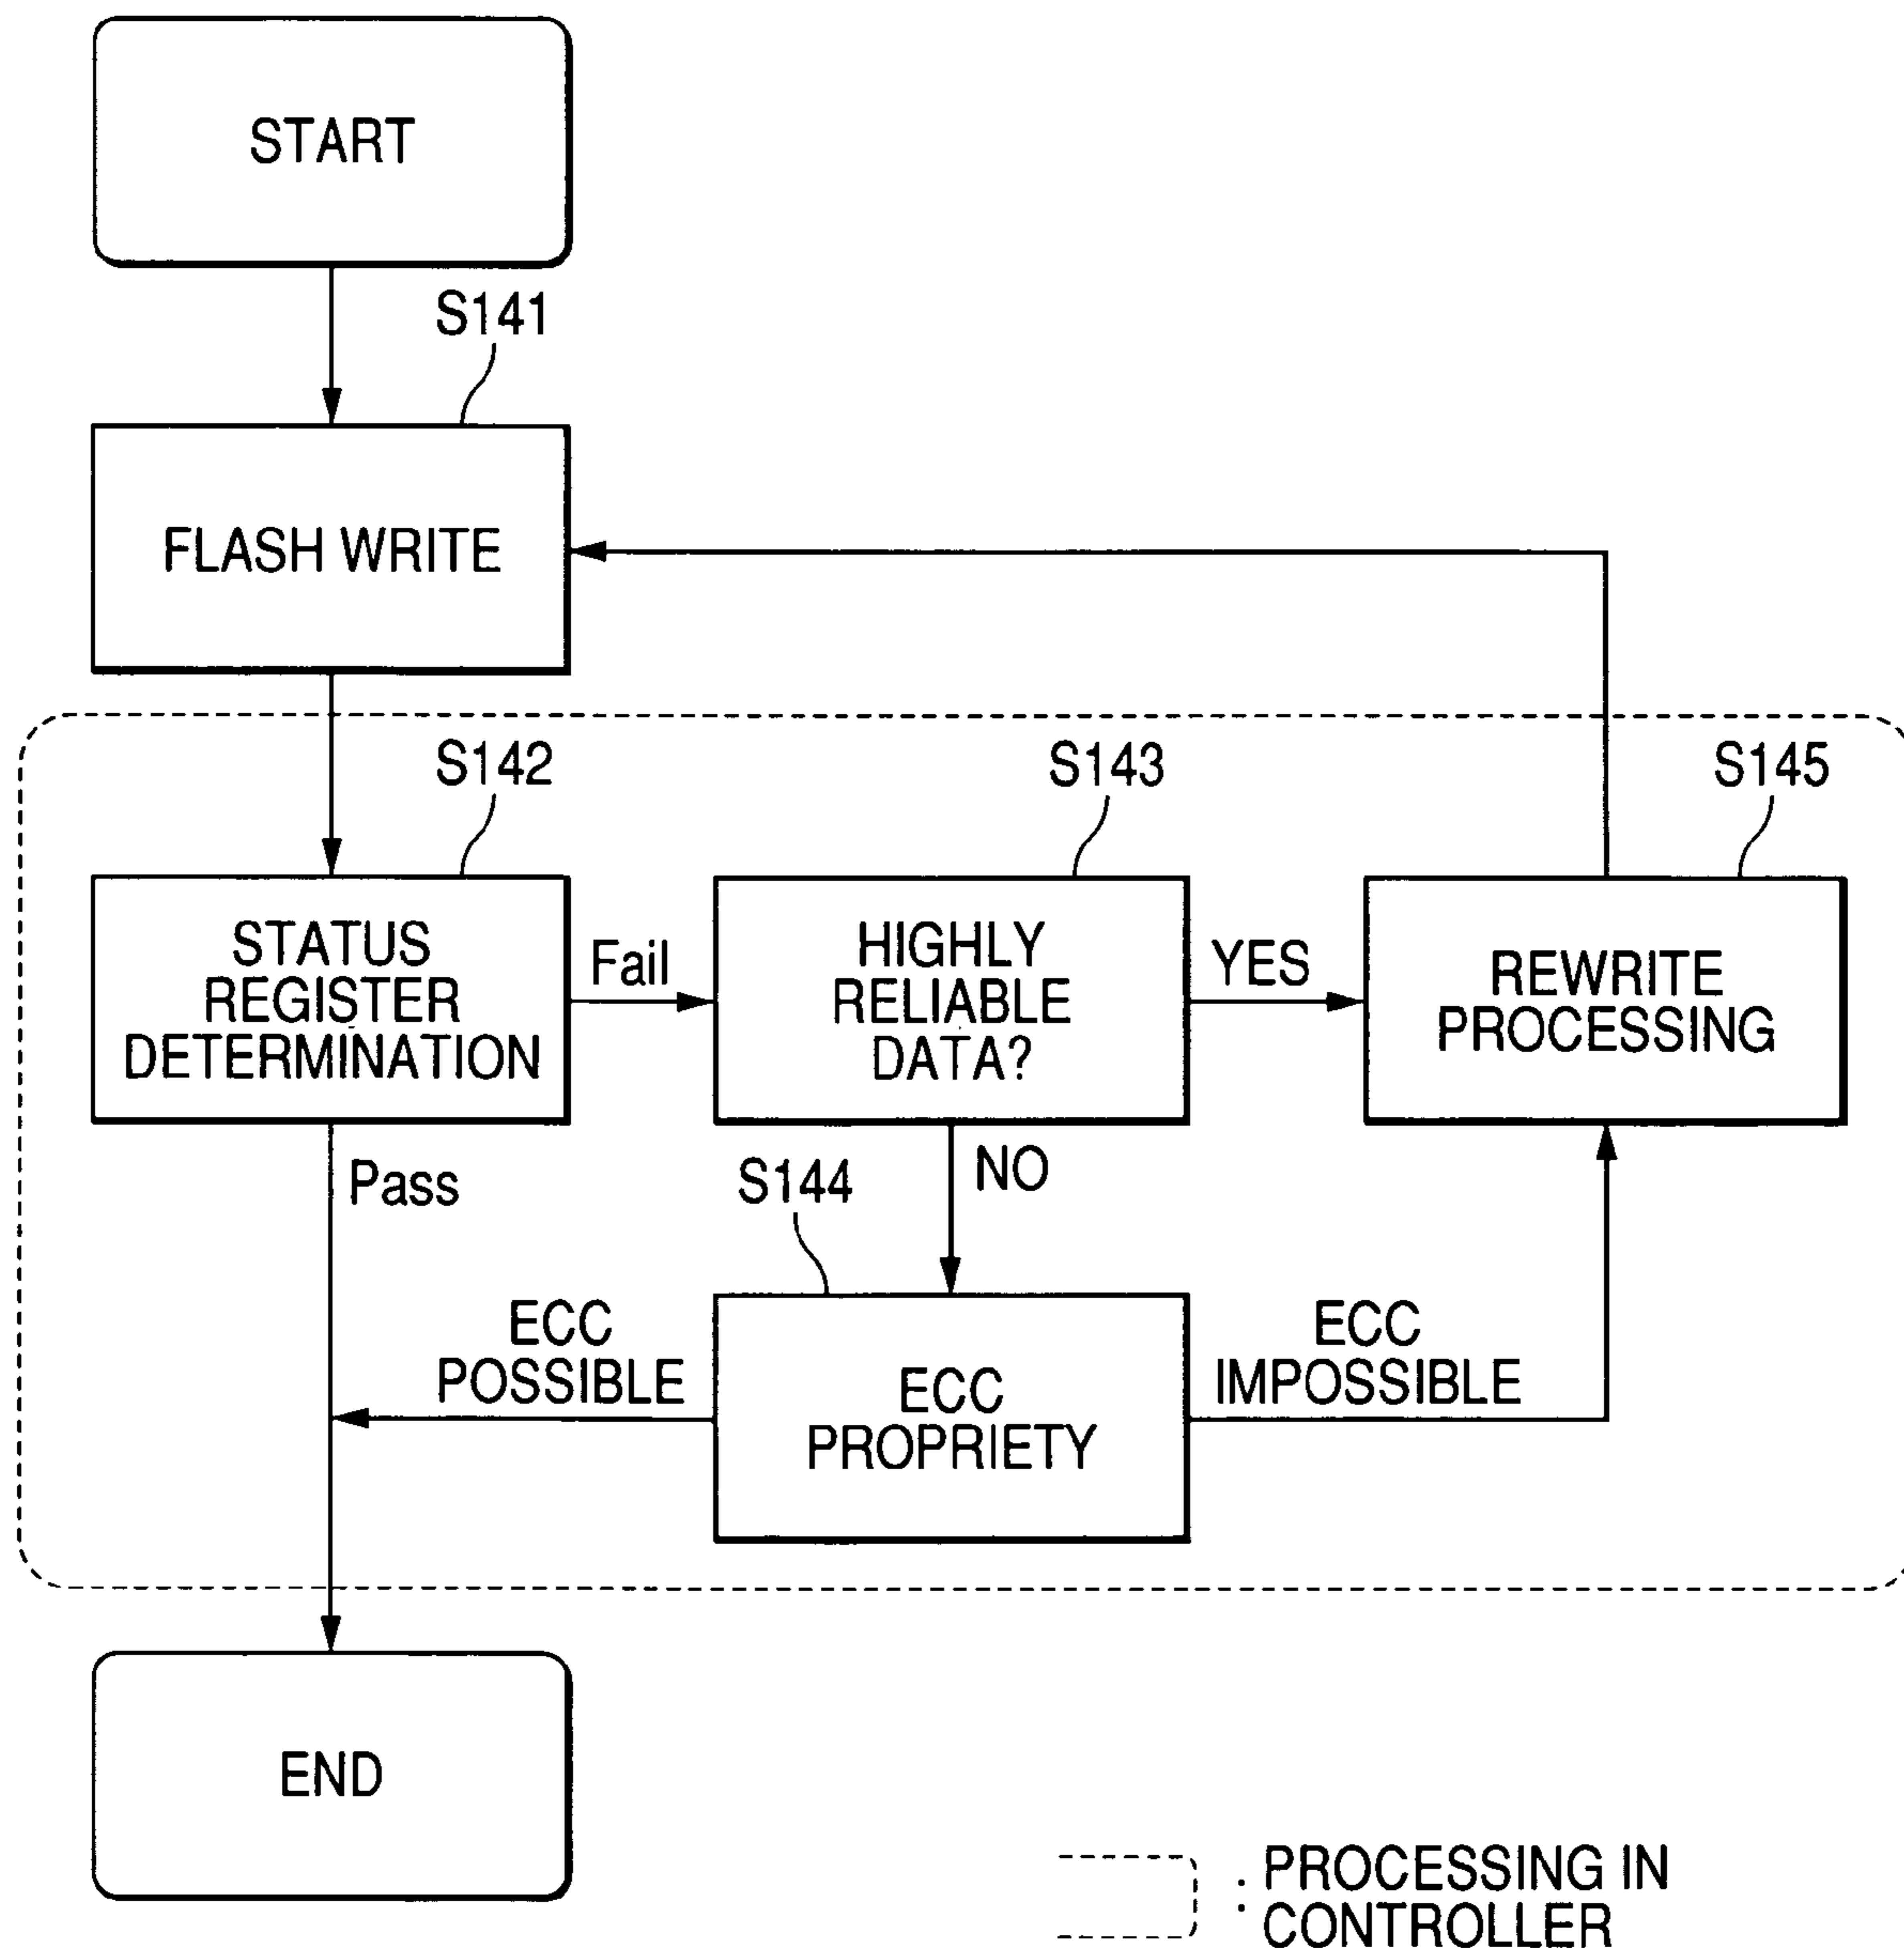 START
S141
FLASH WRITE
S142
S143
S145
STATUS
REGISTER
DETERMINATION
Fail
HIGHLY
RELIABLE
DATA?
YES
REWRITE
PROCESSING
Pass
S144
NO
ECC
POSSIBLE
ECC
PROPRIETY
ECC
IMPOSSIBLE
END
: PROCESSING IN
CONTROLLER